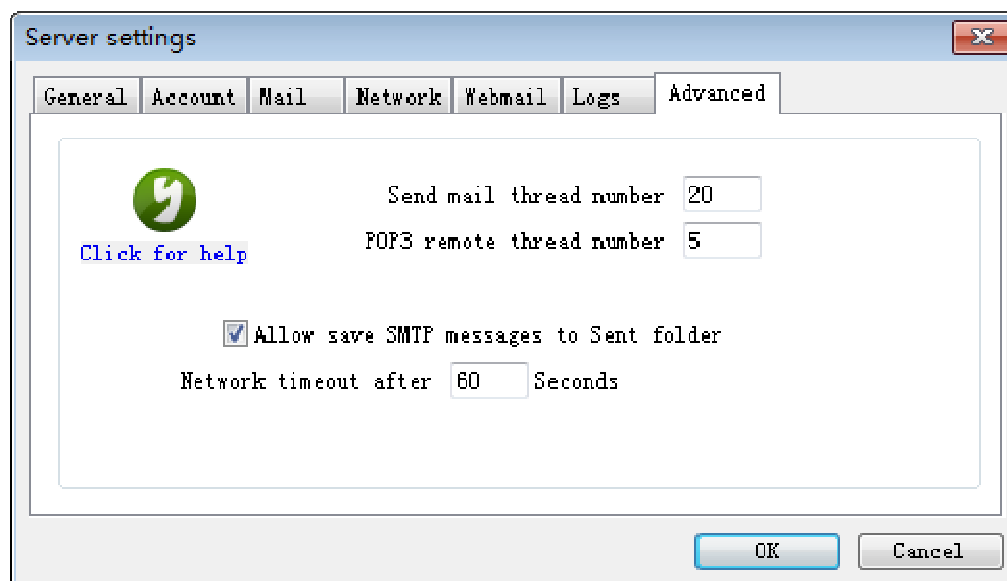 Server settings
General Account Mail Network Webmail Logs Advanced
Send mail thread number 20
POP3 remote thread number 5
Click for help
Allow save SMTP messages to Sent folder
Network timeout after 60 Seconds
OK Cancel